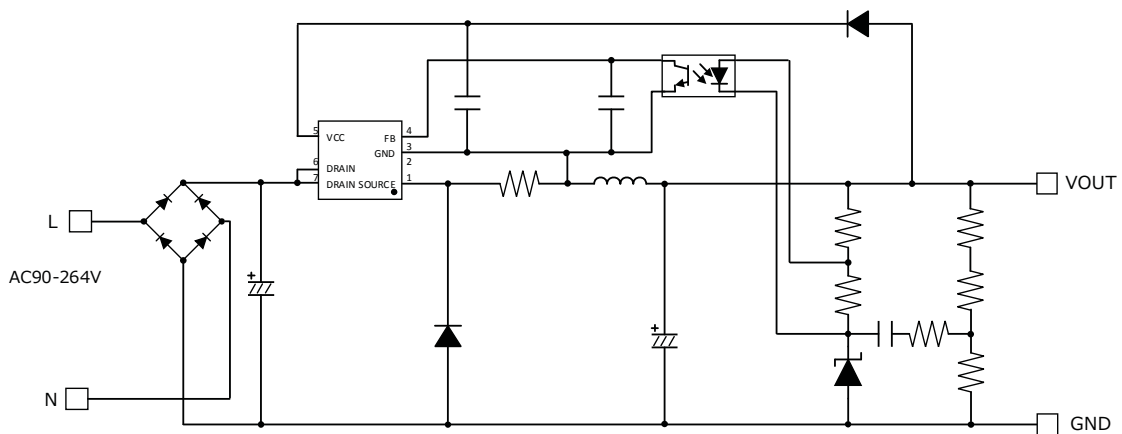 5 VCC FB 4
GND 3
6 DRAIN 2
7 DRAIN SOURCE 1
VOUT
L
AC90-264V
+
+
N
GND